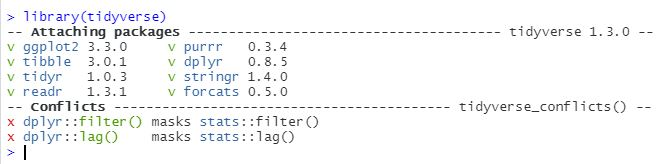 > library(tidyverse)
-- Attaching packages --------------------------------------- tidyverse 1.3.0 --
v ggplot2 3.3.0     v purrr   0.3.4
v tibble  3.0.1     v dplyr   0.8.5
v tidyr   1.0.3     v stringr 1.4.0
v readr   1.3.1     v forcats 0.5.0
-- Conflicts ------------------------------------------ tidyverse_conflicts() --
x dplyr::filter() masks stats::filter()
x dplyr::lag()    masks stats::lag()
>